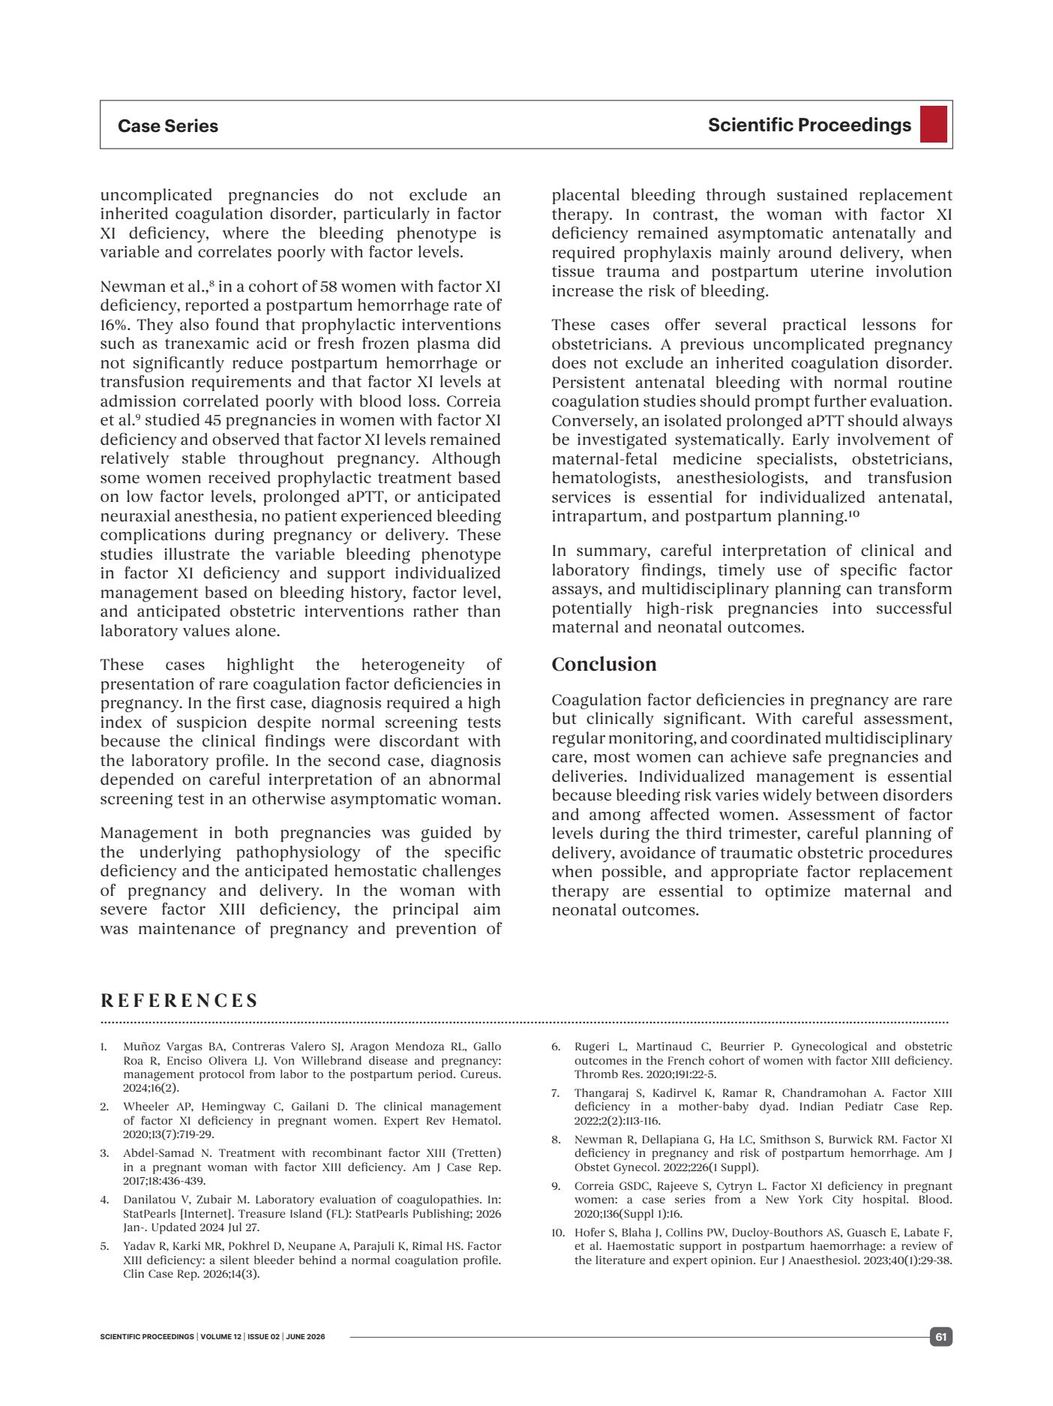 Case Series
Scientific Proceedings
uncomplicated pregnancies do not exclude an
inherited coagulation disorder, particularly in factor
XI deficiency, where the bleeding phenotype is
variable and correlates poorly with factor levels.
Newman et al.,⁸ in a cohort of 58 women with factor XI
deficiency, reported a postpartum hemorrhage rate of
16%. They also found that prophylactic interventions
such as tranexamic acid or fresh frozen plasma did
not significantly reduce postpartum hemorrhage or
transfusion requirements and that factor XI levels at
admission correlated poorly with blood loss. Correia
et al.⁹ studied 45 pregnancies in women with factor XI
deficiency and observed that factor XI levels remained
relatively stable throughout pregnancy. Although
some women received prophylactic treatment based
on low factor levels, prolonged aPTT, or anticipated
neuraxial anesthesia, no patient experienced bleeding
complications during pregnancy or delivery. These
studies illustrate the variable bleeding phenotype
in factor XI deficiency and support individualized
management based on bleeding history, factor level,
and anticipated obstetric interventions rather than
laboratory values alone.
These cases highlight the heterogeneity of
presentation of rare coagulation factor deficiencies in
pregnancy. In the first case, diagnosis required a high
index of suspicion despite normal screening tests
because the clinical findings were discordant with
the laboratory profile. In the second case, diagnosis
depended on careful interpretation of an abnormal
screening test in an otherwise asymptomatic woman.
Management in both pregnancies was guided by
the underlying pathophysiology of the specific
deficiency and the anticipated hemostatic challenges
of pregnancy and delivery. In the woman with
severe factor XIII deficiency, the principal aim
was maintenance of pregnancy and prevention of
placental bleeding through sustained replacement
therapy. In contrast, the woman with factor XI
deficiency remained asymptomatic antenatally and
required prophylaxis mainly around delivery, when
tissue trauma and postpartum uterine involution
increase the risk of bleeding.
These cases offer several practical lessons for
obstetricians. A previous uncomplicated pregnancy
does not exclude an inherited coagulation disorder.
Persistent antenatal bleeding with normal routine
coagulation studies should prompt further evaluation.
Conversely, an isolated prolonged aPTT should always
be investigated systematically. Early involvement of
maternal-fetal medicine specialists, obstetricians,
hematologists, anesthesiologists, and transfusion
services is essential for individualized antenatal,
intrapartum, and postpartum planning.¹⁰
In summary, careful interpretation of clinical and
laboratory findings, timely use of specific factor
assays, and multidisciplinary planning can transform
potentially high-risk pregnancies into successful
maternal and neonatal outcomes.
Conclusion
Coagulation factor deficiencies in pregnancy are rare
but clinically significant. With careful assessment,
regular monitoring, and coordinated multidisciplinary
care, most women can achieve safe pregnancies and
deliveries. Individualized management is essential
because bleeding risk varies widely between disorders
and among affected women. Assessment of factor
levels during the third trimester, careful planning of
delivery, avoidance of traumatic obstetric procedures
when possible, and appropriate factor replacement
therapy are essential to optimize maternal and
neonatal outcomes.
REFERENCES
1. Muñoz Vargas BA, Contreras Valero SJ, Aragon Mendoza RL, Gallo
Roa R, Enciso Olivera LJ. Von Willebrand disease and pregnancy:
management protocol from labor to the postpartum period. Cureus.
2024;16(2).
2. Wheeler AP, Hemingway C, Gailani D. The clinical management
of factor XI deficiency in pregnant women. Expert Rev Hematol.
2020;13(7):719-29.
3. Abdel-Samad N. Treatment with recombinant factor XIII (Tretten)
in a pregnant woman with factor XIII deficiency. Am J Case Rep.
2017;18:436-439.
4. Danilatou V, Zubair M. Laboratory evaluation of coagulopathies. In:
StatPearls [Internet]. Treasure Island (FL): StatPearls Publishing; 2026
Jan-. Updated 2024 Jul 27.
5. Yadav R, Karki MR, Pokhrel D, Neupane A, Parajuli K, Rimal HS. Factor
XIII deficiency: a silent bleeder behind a normal coagulation profile.
Clin Case Rep. 2026;14(3).
6. Rugeri L, Martinaud C, Beurrier P. Gynecological and obstetric
outcomes in the French cohort of women with factor XIII deficiency.
Thromb Res. 2020;191:22-5.
7. Thangaraj S, Kadirvel K, Ramar R, Chandramohan A. Factor XIII
deficiency in a mother-baby dyad. Indian Pediatr Case Rep.
2022;2(2):113-116.
8. Newman R, Dellapiana G, Ha LC, Smithson S, Burwick RM. Factor XI
deficiency in pregnancy and risk of postpartum hemorrhage. Am J
Obstet Gynecol. 2022;226(1 Suppl).
9. Correia GSDC, Rajeeve S, Cytryn L. Factor XI deficiency in pregnant
women: a case series from a New York City hospital. Blood.
2020;136(Suppl 1):16.
10. Hofer S, Blaha J, Collins PW, Ducloy-Bouthors AS, Guasch E, Labate F,
et al. Haemostatic support in postpartum haemorrhage: a review of
the literature and expert opinion. Eur J Anaesthesiol. 2023;40(1):29-38.
SCIENTIFIC PROCEEDINGS | VOLUME 12 | ISSUE 02 | JUNE 2026
61